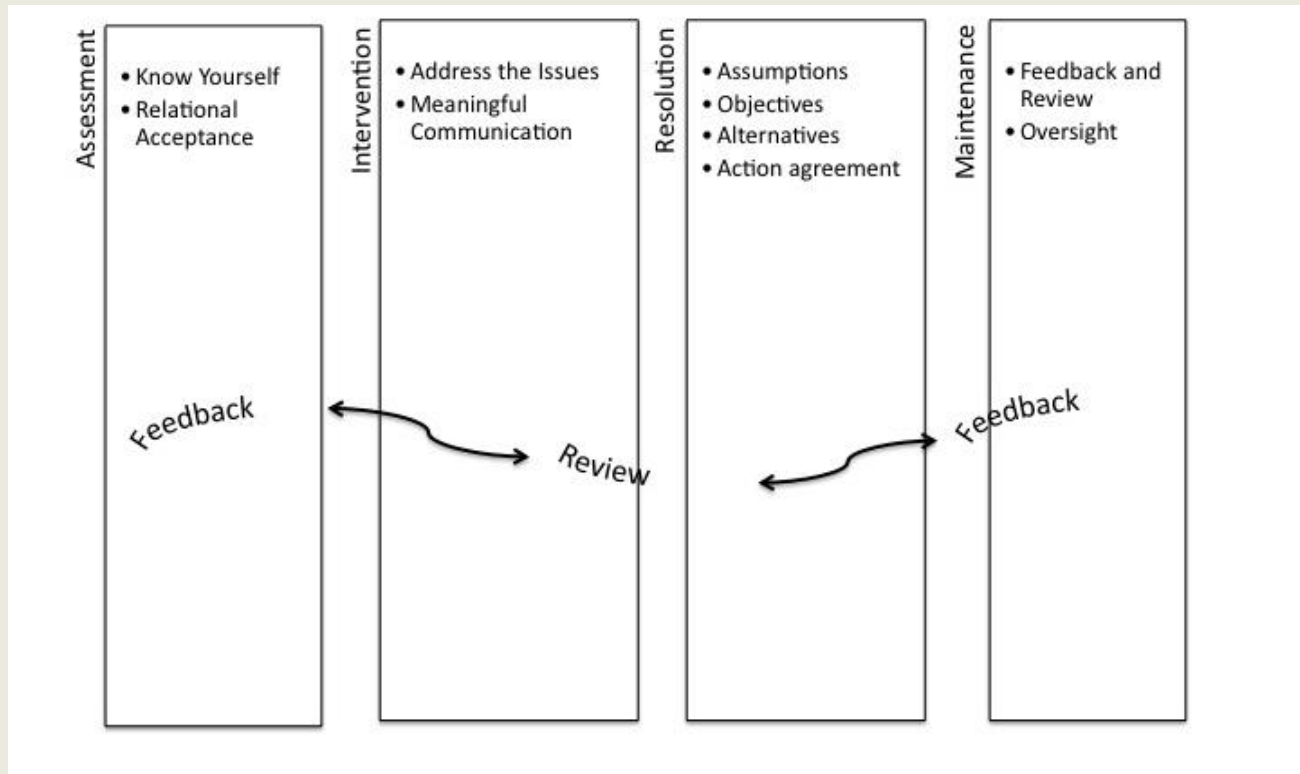 Assessment
• Know Yourself
• Relational
Acceptance
Intervention
• Address the Issues
• Meaningful
Communication
Resolution
• Assumptions
• Objectives
• Alternatives
• Action agreement
Maintenance
• Feedback and
Review
• Oversight
Feedback
Review
Feedback